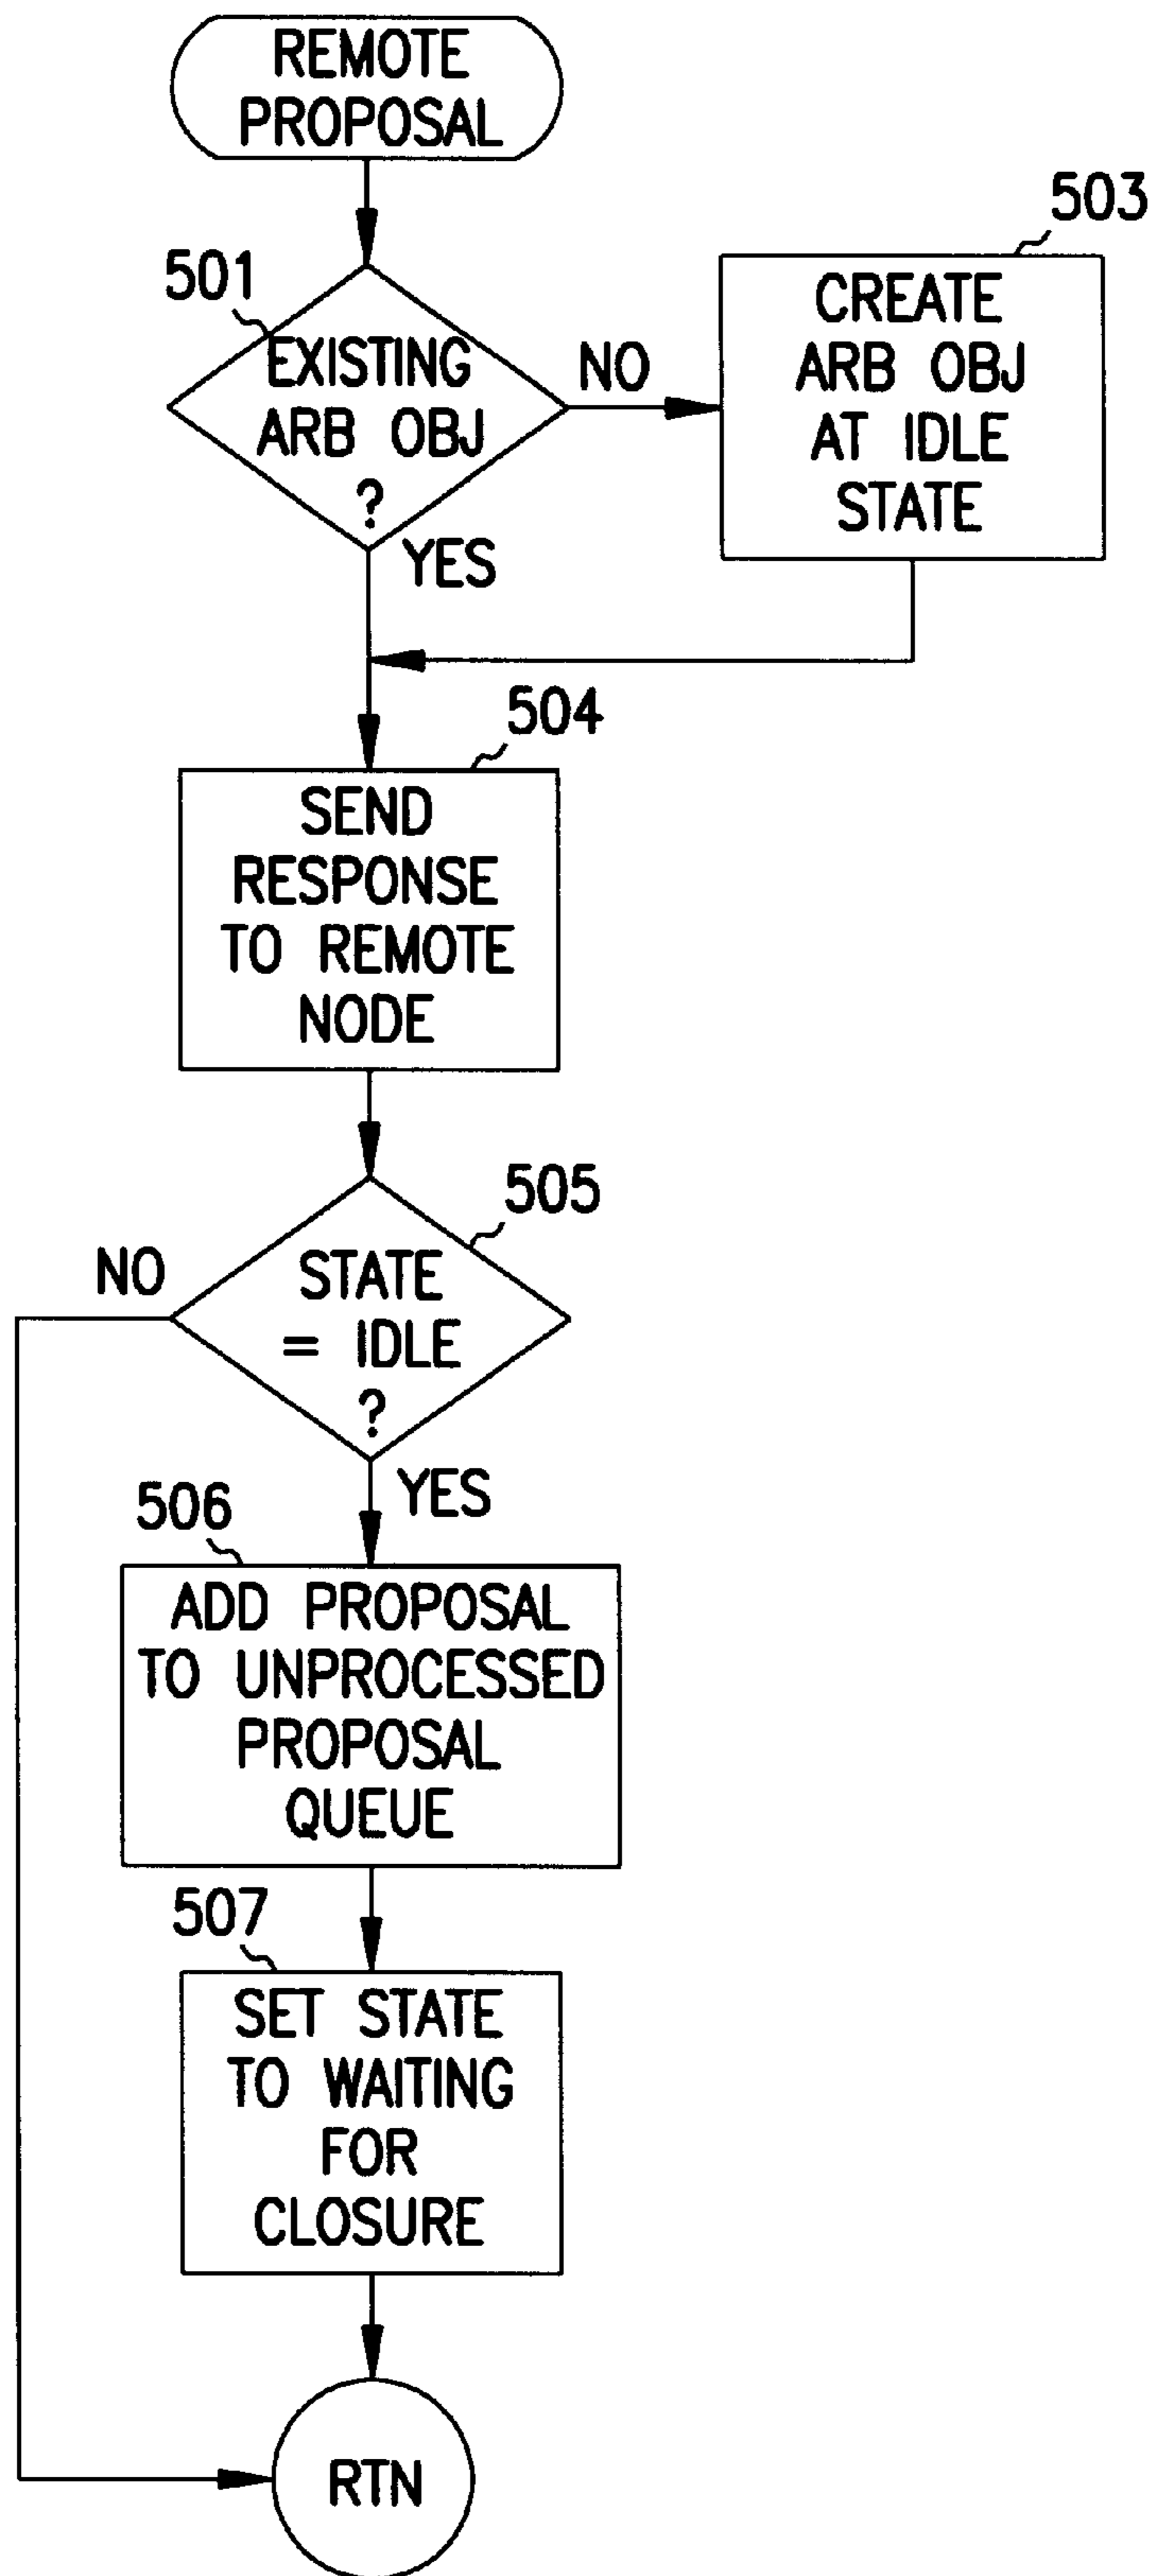 REMOTE
PROPOSAL
501
EXISTING
ARB OBJ
?
NO
YES
503
CREATE
ARB OBJ
AT IDLE
STATE
504
SEND
RESPONSE
TO REMOTE
NODE
505
STATE
= IDLE
?
NO
YES
506
ADD PROPOSAL
TO UNPROCESSED
PROPOSAL
QUEUE
507
SET STATE
TO WAITING
FOR
CLOSURE
RTN